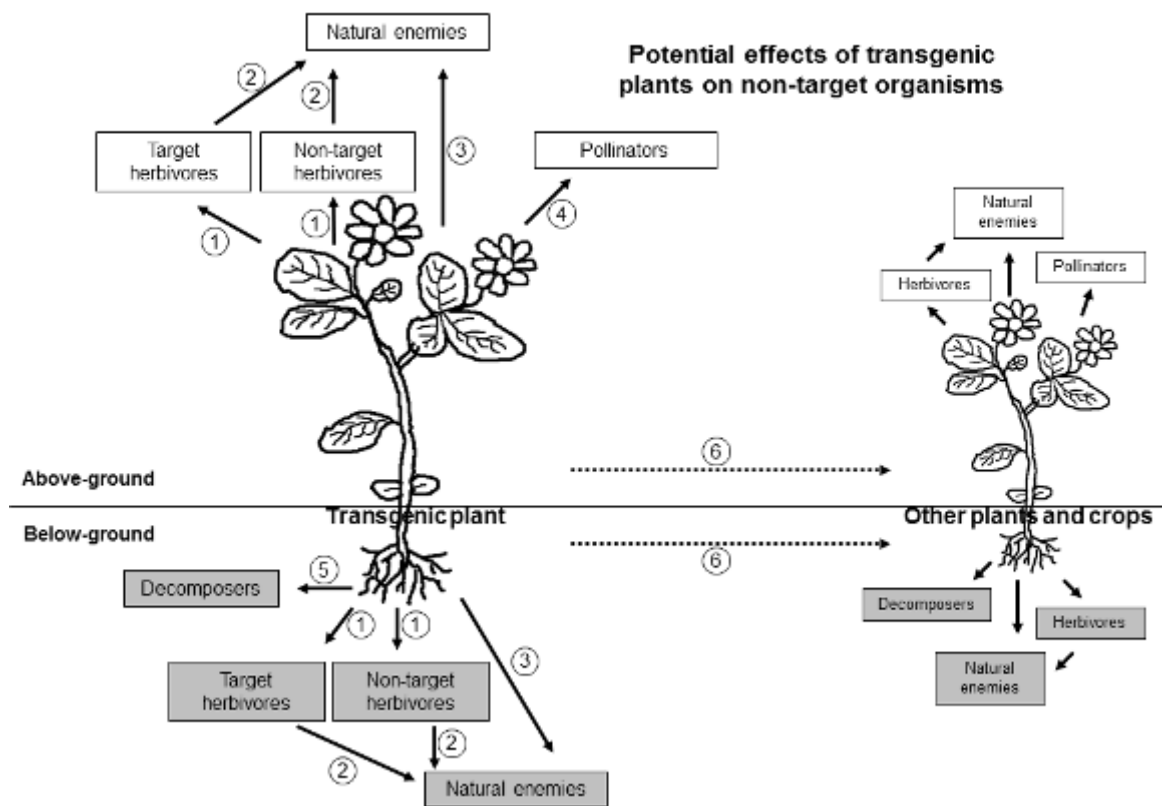 Natural enemies
Potential effects of transgenic
plants on non-target organisms
2
2
Target
herbivores
Non-target
herbivores
3
Pollinators
1
1
4
Natural
enemies
Herbivores
Pollinators
6
Above-ground
Transgenic plant
Other plants and crops
Below-ground
6
5
Decomposers
1
1
Decomposers
Herbivores
3
Target
herbivores
Non-target
herbivores
Natural
enemies
2
2
Natural enemies